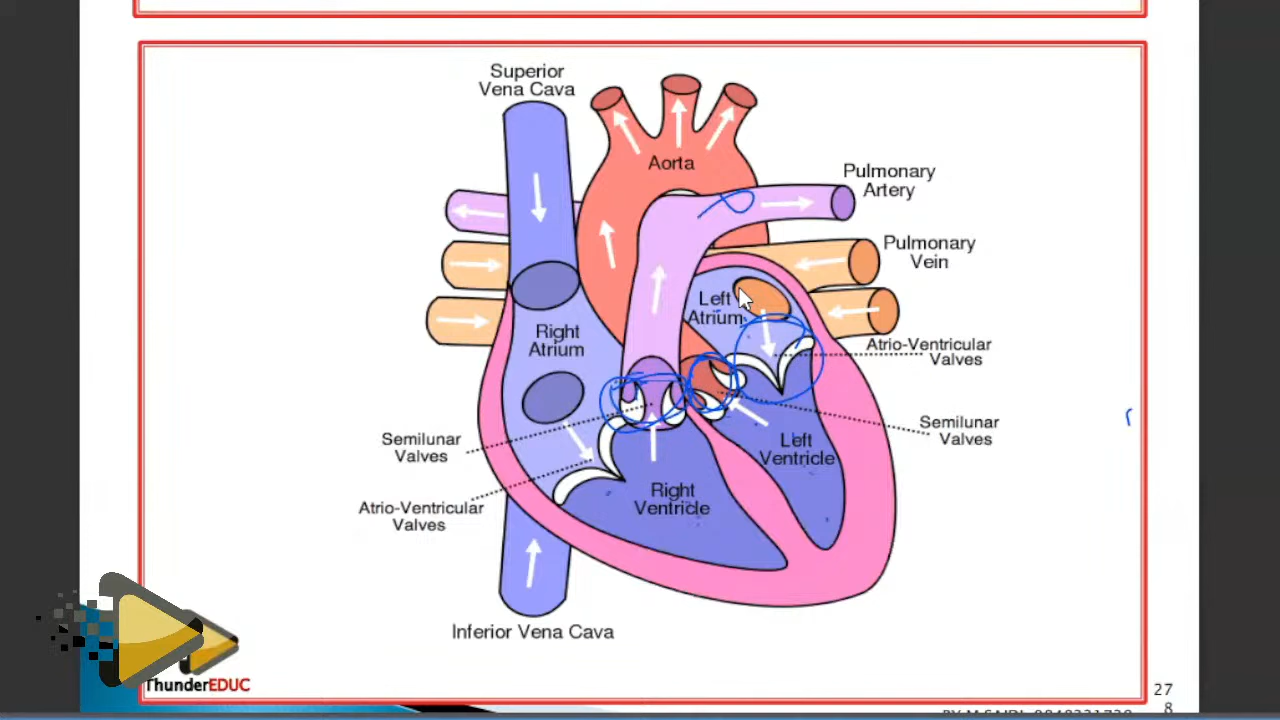 Superior
Vena Cava
Aorta
Pulmonary
Artery
Pulmonary
Vein
Left
Atrium
Right
Atrium
Atrio-Ventricular
Valves
Semilunar
Valves
Semilunar
Valves
Left
Ventricle
Right
Ventricle
Atrio-Ventricular
Valves
Inferior Vena Cava
ThunderEDUC
27
8